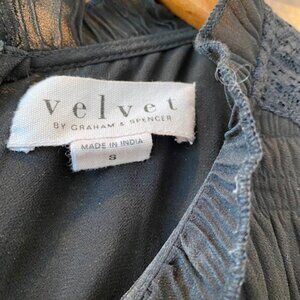 velvet
BY GRAHAM & SPENCER
MADE IN INDIA
S